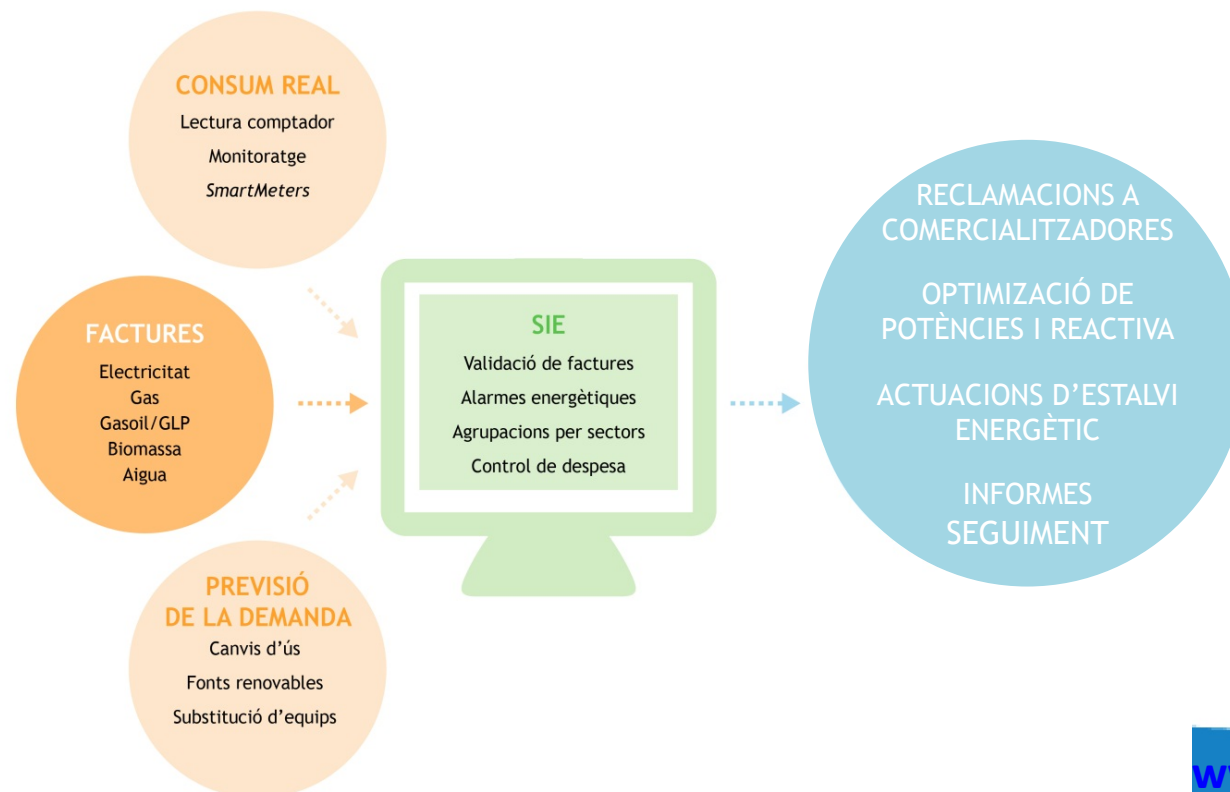 CONSUM REAL
Lectura comptador
Monitoratge
SmartMeters
FACTURES
Electricitat
Gas
Gasoil/GLP
Biomassa
Aigua
PREVISIÓ
DE LA DEMANDA
Canvis d'ús
Fonts renovables
Substitució d'equips
SIE
Validació de factures
Alarmes energètiques
Agrupacions per sectors
Control de despesa
RECLAMACIONS A
COMERCIALITZADORES
OPTIMIZACIÓ DE
POTÈNCIES I REACTIVA
ACTUACIONS D'ESTALVI
ENERGÈTIC
INFORMES
SEGUIMENT